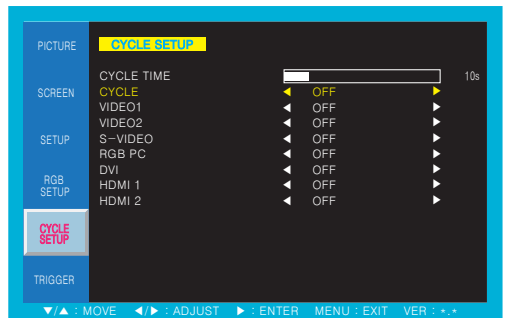 PICTURE
SCREEN
SETUP
RGB
SETUP
CYCLE
SETUP
TRIGGER
CYCLE SETUP
CYCLE TIME 10s
CYCLE ◀ OFF ▶
VIDEO1 ◀ OFF ▶
VIDEO2 ◀ OFF ▶
S-VIDEO ◀ OFF ▶
RGB PC ◀ OFF ▶
DVI ◀ OFF ▶
HDMI 1 ◀ OFF ▶
HDMI 2 ◀ OFF ▶
▼/▲ : MOVE ◀/▶ : ADJUST ▶ : ENTER MENU : EXIT VER : *.*